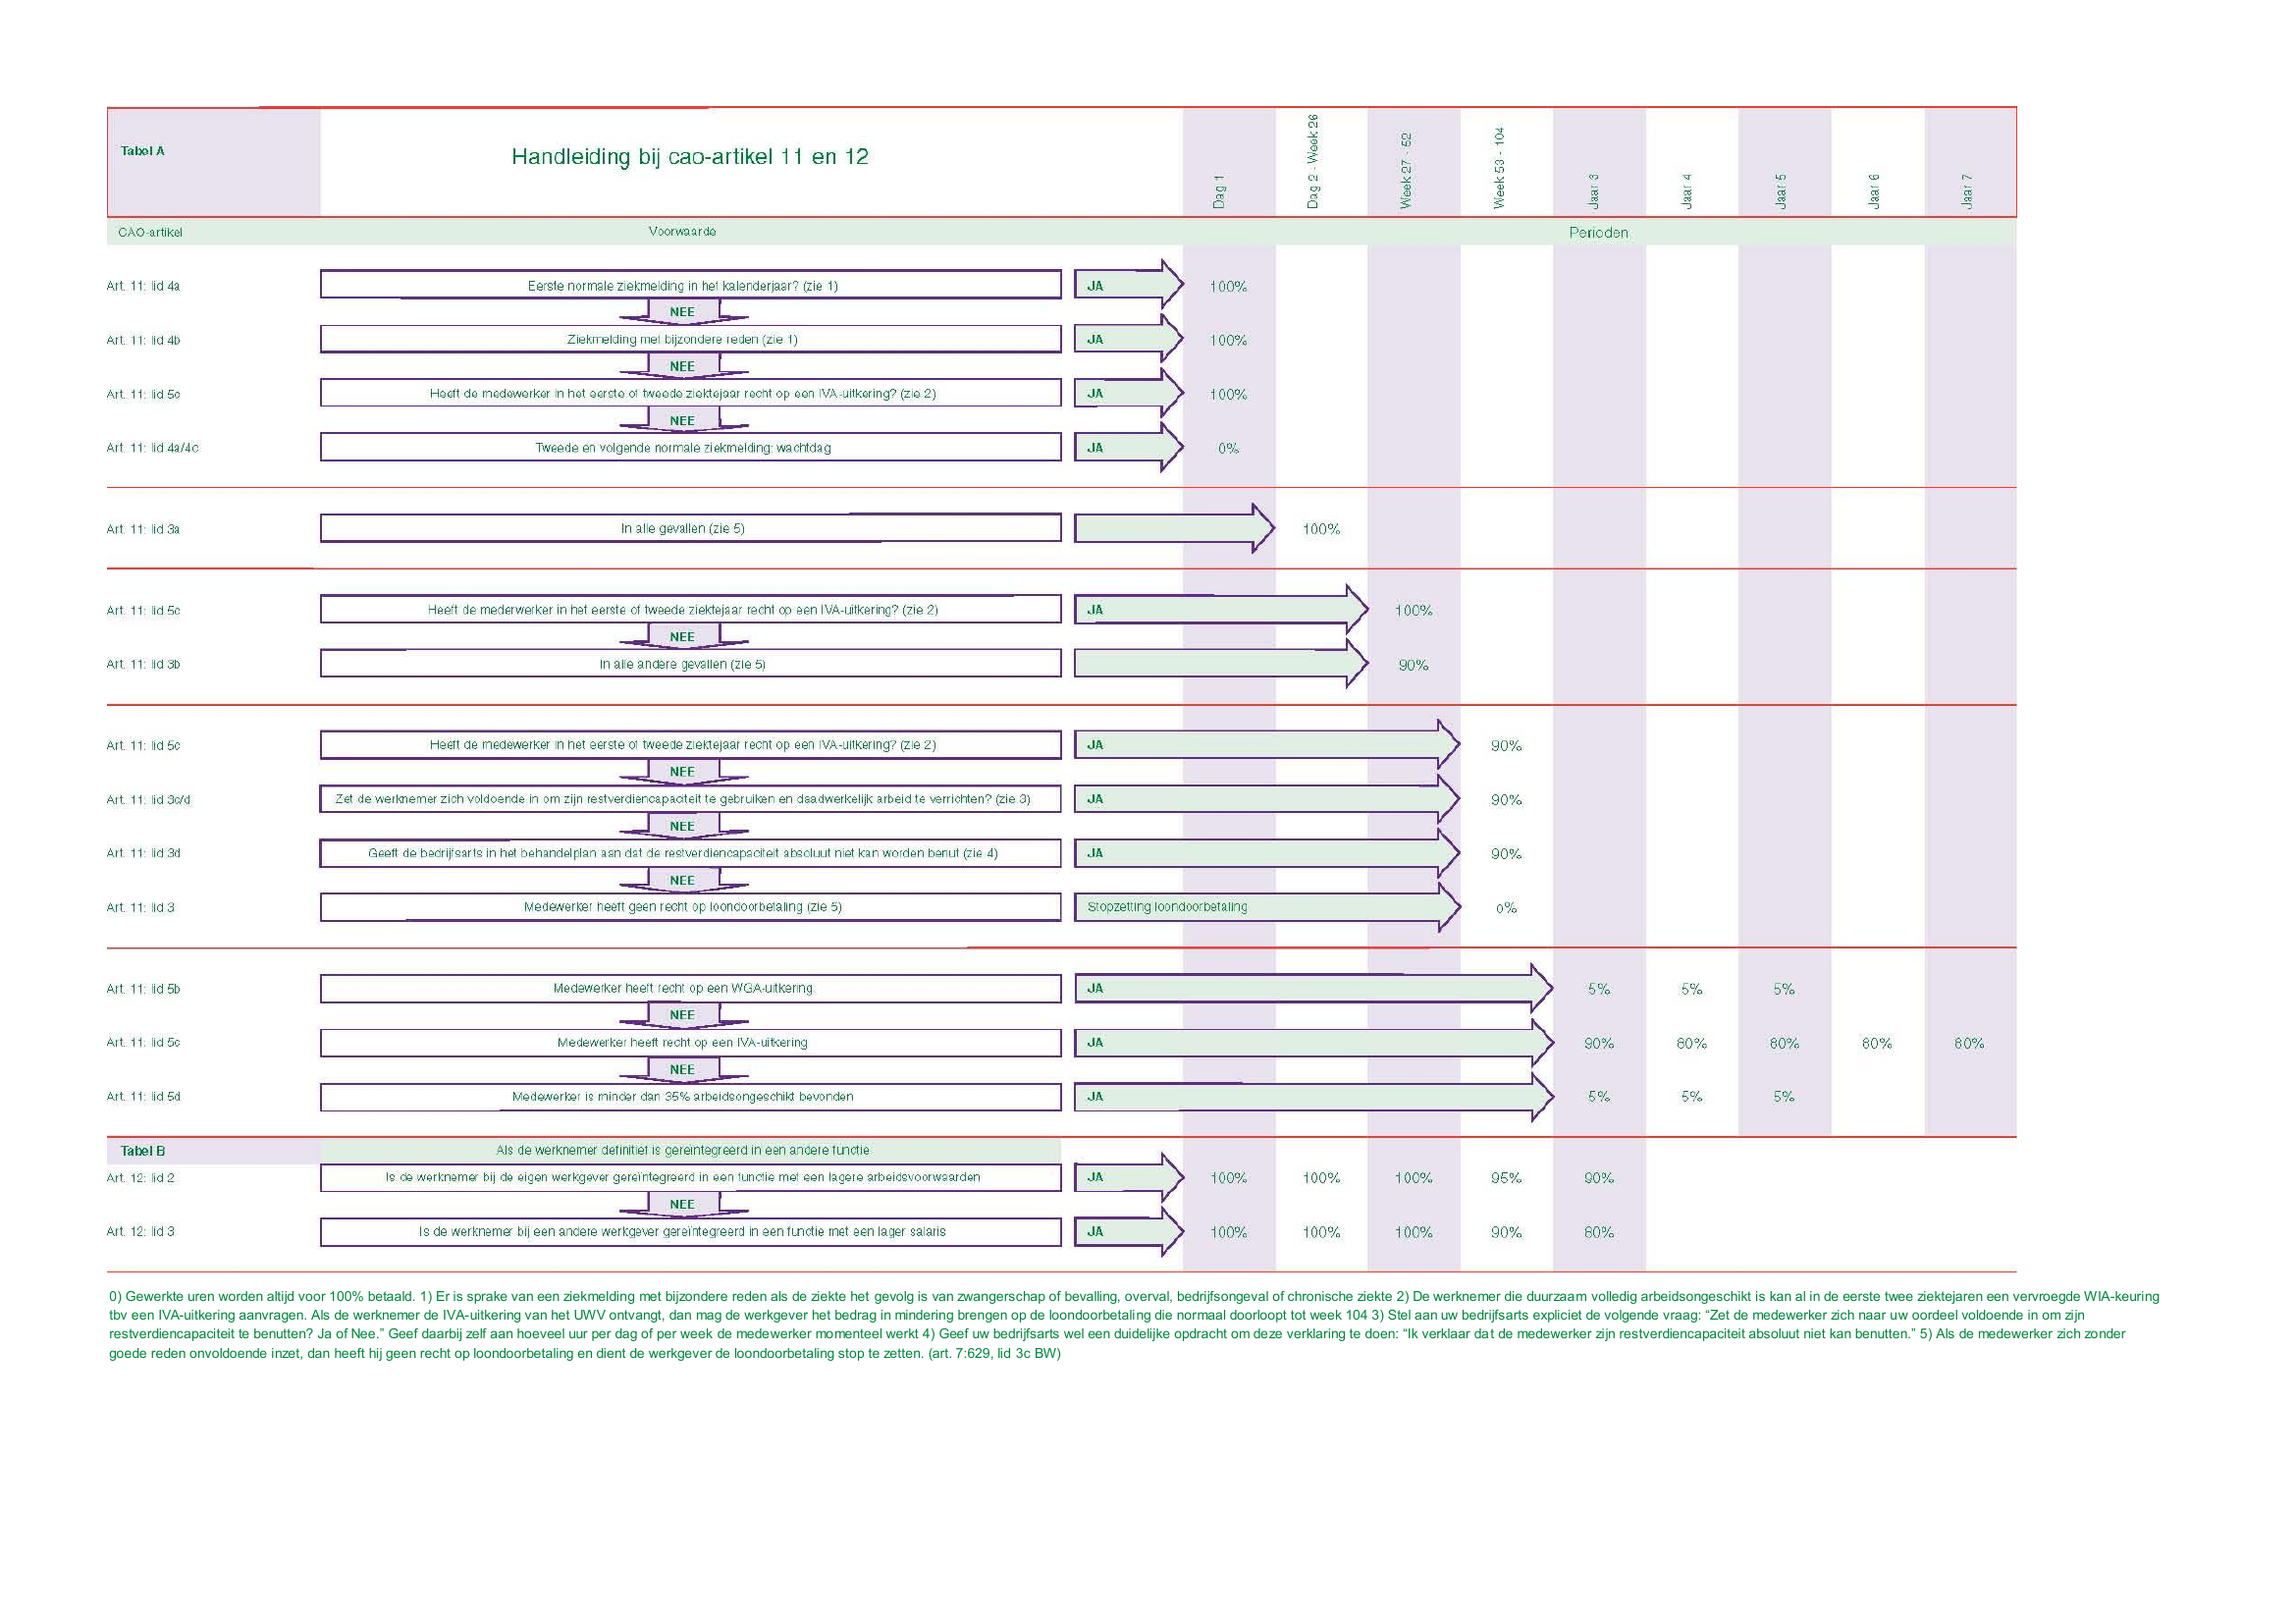 Tabel A
Handleiding bij cao-artikel 11 en 12
Dag 1
Dag 2 - Week 26
Week 27 - 52
Week 53 - 104
Jaar 3
Jaar 4
Jaar 5
Jaar 6
Jaar 7
CAO-artikel Voorwaarde Perioden
Art. 11: lid 4a Eerste normale ziekmelding in het kalenderjaar? (zie 1) JA 100%
NEE
Art. 11: lid 4b Ziekmelding met bijzondere reden (zie 1) JA 100%
NEE
Art. 11: lid 5c Heeft de medewerker in het eerste of tweede ziektejaar recht op een IVA-uitkering? (zie 2) JA 100%
NEE
Art. 11: lid 4a/4c Tweede en volgende normale ziekmelding: wachtdag JA 0%
Art. 11: lid 3a In alle gevallen (zie 5) 100%
Art. 11: lid 5c Heeft de mederwerker in het eerste of tweede ziektejaar recht op een IVA-uitkering? (zie 2) JA 100%
NEE
Art. 11: lid 3b In alle andere gevallen (zie 5) 90%
Art. 11: lid 5c Heeft de medewerker in het eerste of tweede ziektejaar recht op een IVA-uitkering? (zie 2) JA 90%
NEE
Art. 11: lid 3c/d Zet de werknemer zich voldoende in om zijn restverdiencapaciteit te gebruiken en daadwerkelijk arbeid te verrichten? (zie 3) JA 90%
NEE
Art. 11: lid 3d Geeft de bedrijfsarts in het behandelplan aan dat de restverdiencapaciteit absoluut niet kan worden benut (zie 4) JA 90%
NEE
Art. 11: lid 3 Medewerker heeft geen recht op loondoorbetaling (zie 5) Stopzetting loondoorbetaling 0%
Art. 11: lid 5b Medewerker heeft recht op een WGA-uitkering JA 5% 5% 5%
NEE
Art. 11: lid 5c Medewerker heeft recht op een IVA-uitkering JA 90% 80% 80% 80% 80%
NEE
Art. 11: lid 5d Medewerker is minder dan 35% arbeidsongeschikt bevonden JA 5% 5% 5%
Tabel B Als de werknemer definitief is gereïntegreerd in een andere functie
Art. 12: lid 2 Is de werknemer bij de eigen werkgever gereïntegreerd in een functie met een lagere arbeidsvoorwaarden JA 100% 100% 100% 95% 90%
NEE
Art. 12: lid 3 Is de werknemer bij een andere werkgever gereïntegreerd in een functie met een lager salaris JA 100% 100% 100% 90% 80%
0) Gewerkte uren worden altijd voor 100% betaald. 1) Er is sprake van een ziekmelding met bijzondere reden als de ziekte het gevolg is van zwangerschap of bevalling, overval, bedrijfsongeval of chronische ziekte 2) De werknemer die duurzaam volledig arbeidsongeschikt is kan al in de eerste twee ziektejaren een vervroegde WIA-keuring
tbv een IVA-uitkering aanvragen. Als de werknemer de IVA-uitkering van het UWV ontvangt, dan mag de werkgever het bedrag in mindering brengen op de loondoorbetaling die normaal doorloopt tot week 104 3) Stel aan uw bedrijfsarts expliciet de volgende vraag: “Zet de medewerker zich naar uw oordeel voldoende in om zijn
restverdiencapaciteit te benutten? Ja of Nee.” Geef daarbij zelf aan hoeveel uur per dag of per week de medewerker momenteel werkt 4) Geef uw bedrijfsarts wel een duidelijke opdracht om deze verklaring te doen: “Ik verklaar dat de medewerker zijn restverdiencapaciteit absoluut niet kan benutten.” 5) Als de medewerker zich zonder
goede reden onvoldoende inzet, dan heeft hij geen recht op loondoorbetaling en dient de werkgever de loondoorbetaling stop te zetten. (art. 7:629, lid 3c BW)